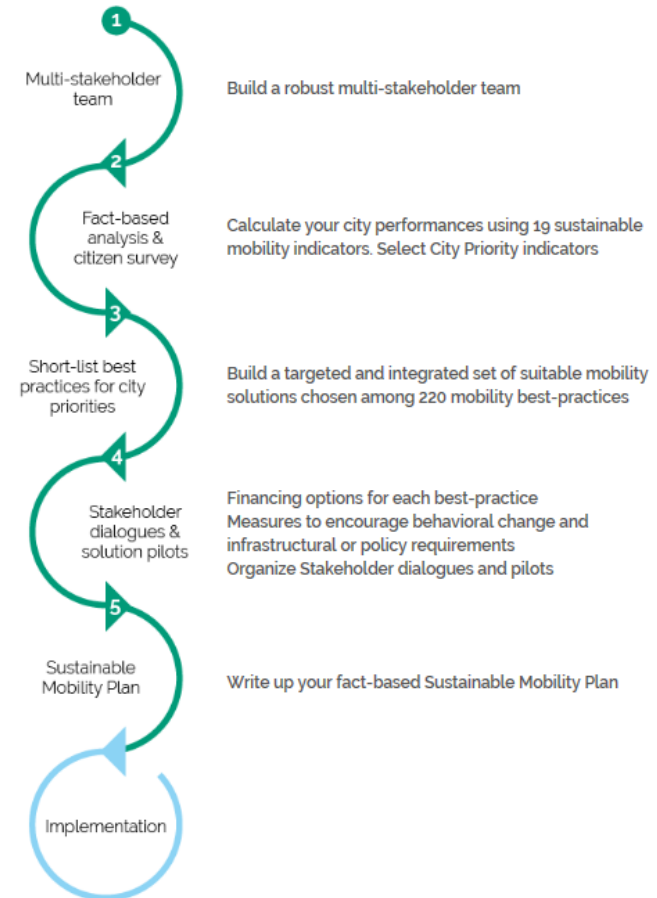 1
Multi-stakeholder
team
Build a robust multi-stakeholder team
2
Fact-based
analysis &
citizen survey
Calculate your city performances using 19 sustainable
mobility indicators. Select City Priority indicators
3
Short-list best
practices for city
priorities
Build a targeted and integrated set of suitable mobility
solutions chosen among 220 mobility best-practices
4
Stakeholder
dialogues &
solution pilots
Financing options for each best-practice
Measures to encourage behavioral change and
infrastructural or policy requirements
Organize Stakeholder dialogues and pilots
5
Sustainable
Mobility Plan
Write up your fact-based Sustainable Mobility Plan
Implementation